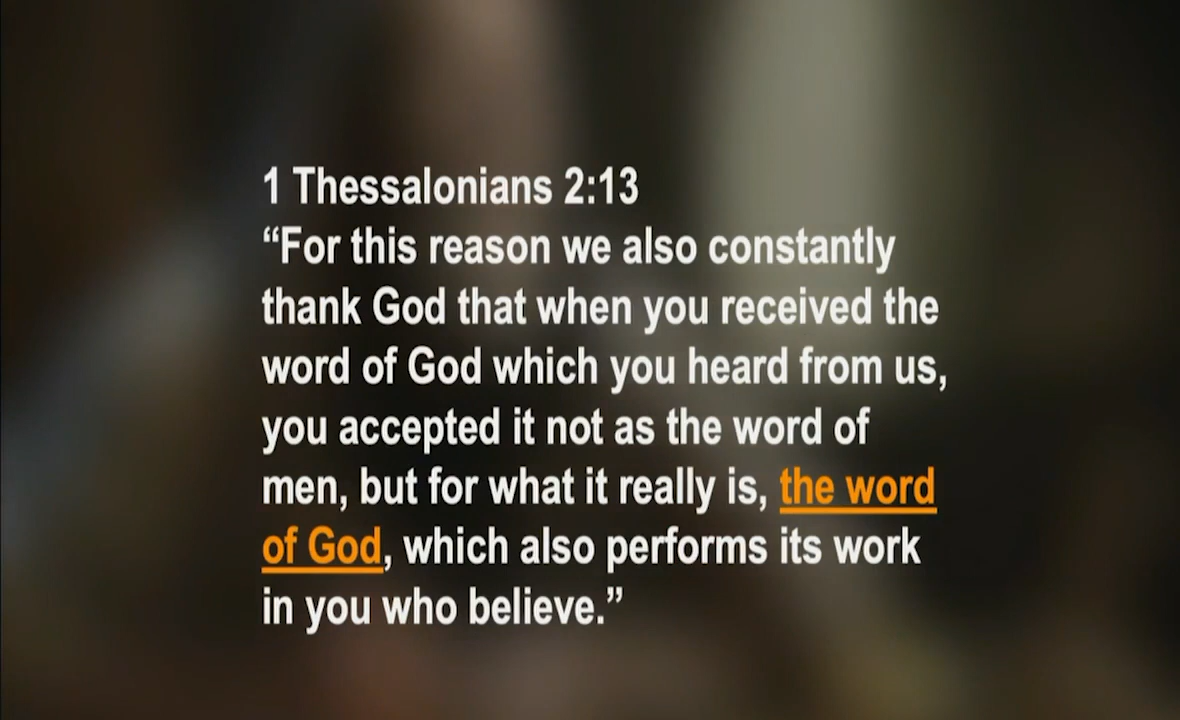 1 Thessalonians 2:13
“For this reason we also constantly
thank God that when you received the
word of God which you heard from us,
you accepted it not as the word of
men, but for what it really is, the word
of God, which also performs its work
in you who believe.”